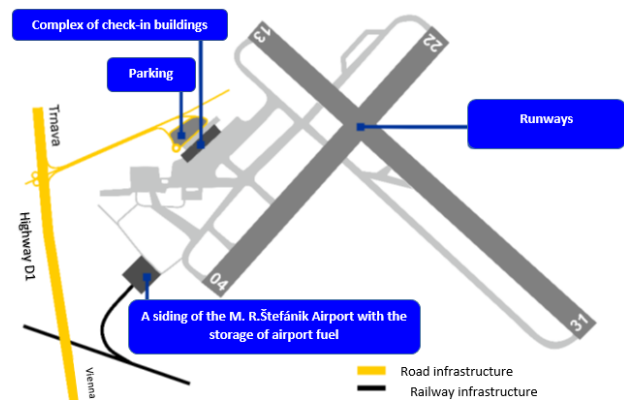 Complex of check-in buildings
Parking
13
22
Runways
Trnava
Highway D1
04
31
A siding of the M. R.Štefánik Airport with the
storage of airport fuel
Vienna
Road infrastructure
Railway infrastructure